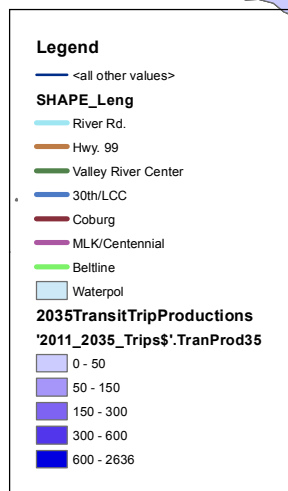 Legend
<all other values>
SHAPE_Leng
River Rd.
Hwy. 99
Valley River Center
30th/LCC
Coburg
MLK/Centennial
Beltline
Waterpol
2035TransitTripProductions
'2011_2035_Trips$'.TranProd35
0 - 50
50 - 150
150 - 300
300 - 600
600 - 2636